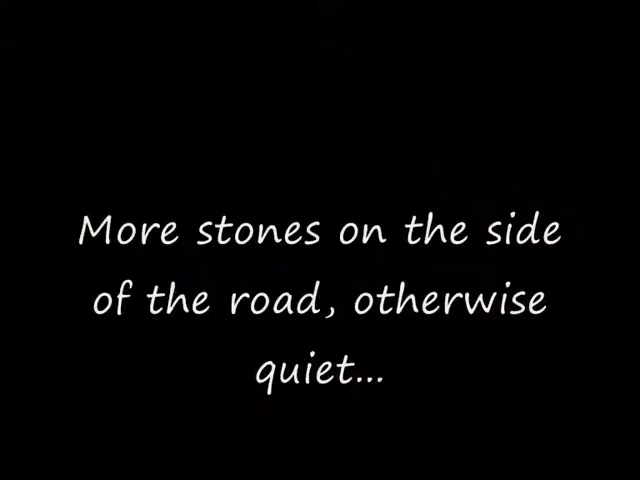 More stones on the side
of the road, otherwise
quiet...